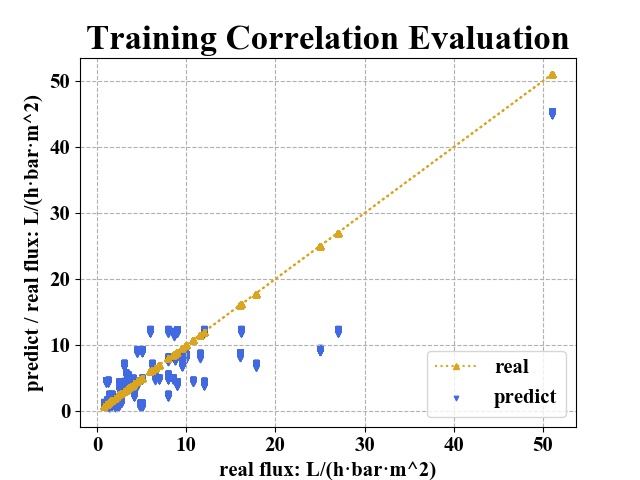 Training Correlation Evaluation
predict / real flux: L/(h·bar·m^2)
50
40
30
20
10
0
real
predict
0 10 20 30 40 50
real flux: L/(h·bar·m^2)